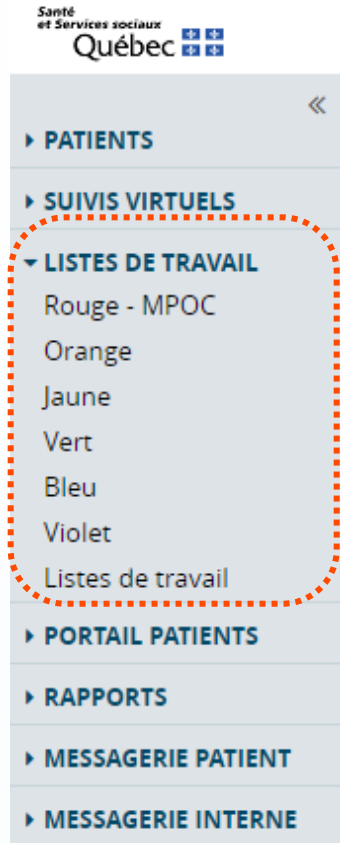 Santé
et Services sociaux
Québec
«
PATIENTS
SUIVIS VIRTUELS
LISTES DE TRAVAIL
Rouge - MPOC
Orange
Jaune
Vert
Bleu
Violet
Listes de travail
PORTAIL PATIENTS
RAPPORTS
MESSAGERIE PATIENT
MESSAGERIE INTERNE